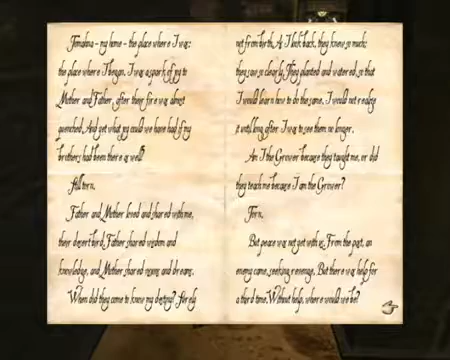 Tomahna - my home - the place where I was;
the place where I began. I was a spark of joy to
Mother and Father, after their fire was almost
quenched. And yet what joy could we have had if my
brothers had been there as well?
All torn.
Father and Mother loved and shared with me,
their desert bird. Father shared wisdom and
knowledge, and Mother shared hopes and dreams.
When did they come to know my destiny? Surely
not from birth. As I look back, they knew so much;
they saw so clearly. They planted and watered so that
I would learn how to do the same. I would not realize
it until long after I was to see them no longer.
Am I the Grower because they taught me, or did
they teach me because I am the Grower?
Torn.
But peace was not yet with us. From the past, an
enemy came, seeking revenge. But there was help for
a third time. Without help, where would we be?